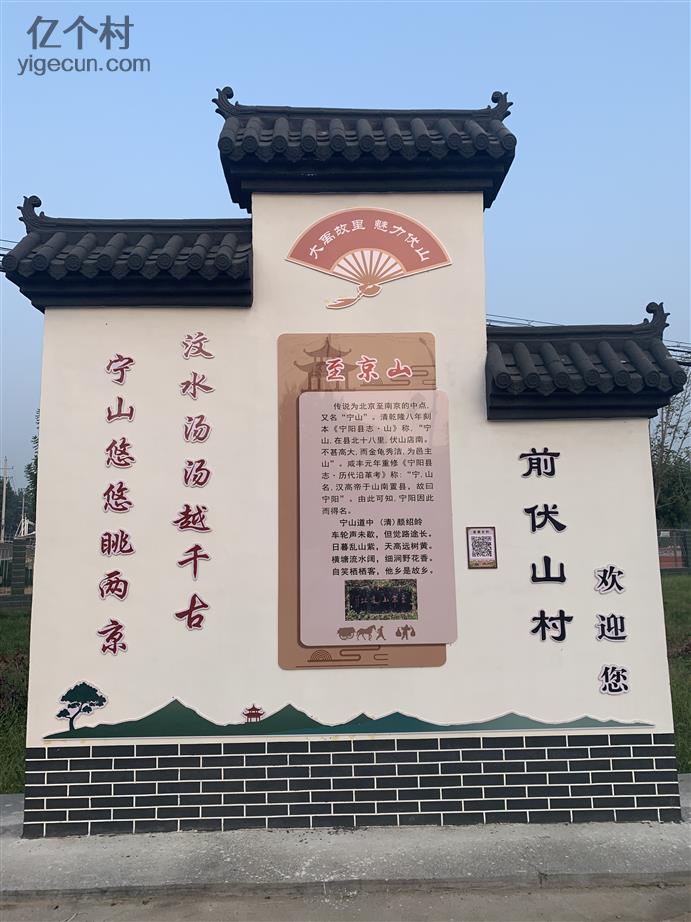 亿个村
yigecun.com
大禹故里 魅力伏山
汶水汤汤越千古
宁山悠悠眺两京
至京山
传说为北京至南京的中点,
又名“宁山”。清乾隆八年刻
本《宁阳县志·山》称,“宁
山,在县北十八里,伏山店南。
不甚高大,而金龟秀洁,为邑主
山”。咸丰元年重修《宁阳县
志·历代沿革考》称:“宁,山
名,汉高帝于山南置县,故曰
宁阳”。由此可知,宁阳因此
而得名。
宁山道中 (清)颜绍龄
车轮声未歇,但觉路途长。
日暮乱山紫,天高远树黄。
横塘流水阔,细涧野花香。
自笑栖栖客,他乡是故乡。
前伏山村
欢迎您